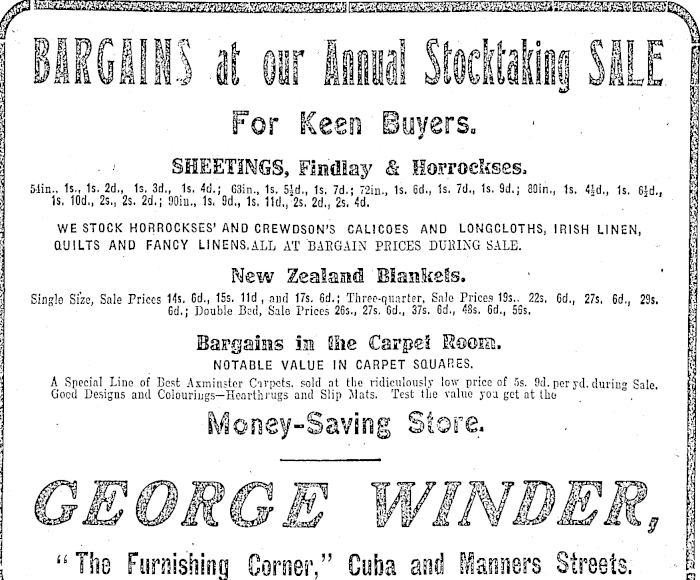 BARGAINS at our Annual Stocktaking SALE
For Keen Buyers.
SHEETINGS, Findlay & Horrockses.
54in., 1s., 1s. 2d., 1s. 3d., 1s. 4d.; 63in., 1s. 5½d., 1s. 7d.; 72in., 1s. 6d., 1s. 7d., 1s. 9d.; 80in., 1s. 4½d., 1s. 6½d.,
1s. 10d., 2s., 2s. 2d.; 90in., 1s. 9d., 1s. 11d., 2s. 2d., 2s. 4d.
WE STOCK HORROCKSES' AND CREWDSON'S CALICOES AND LONGCLOTHS, IRISH LINEN,
QUILTS AND FANCY LINENS. ALL AT BARGAIN PRICES DURING SALE.
New Zealand Blankets.
Single Size, Sale Prices 14s. 6d., 15s. 11d, and 17s. 6d.; Three-quarter, Sale Prices 19s.. 22s. 6d., 27s. 6d., 29s.
6d.; Double Bed, Sale Prices 26s., 27s. 6d., 37s. 6d., 48s. 6d., 56s.
Bargains in the Carpet Room.
NOTABLE VALUE IN CARPET SQUARES.
A Special Line of Best Axminster Carpets. sold at the ridiculously low price of 5s. 9d. per yd. during Sale.
Good Designs and Colourings—Hearthrugs and Slip Mats. Test the value you get at the
Money-Saving Store.
GEORGE WINDER,
"The Furnishing Corner," Cuba and Manners Streets.